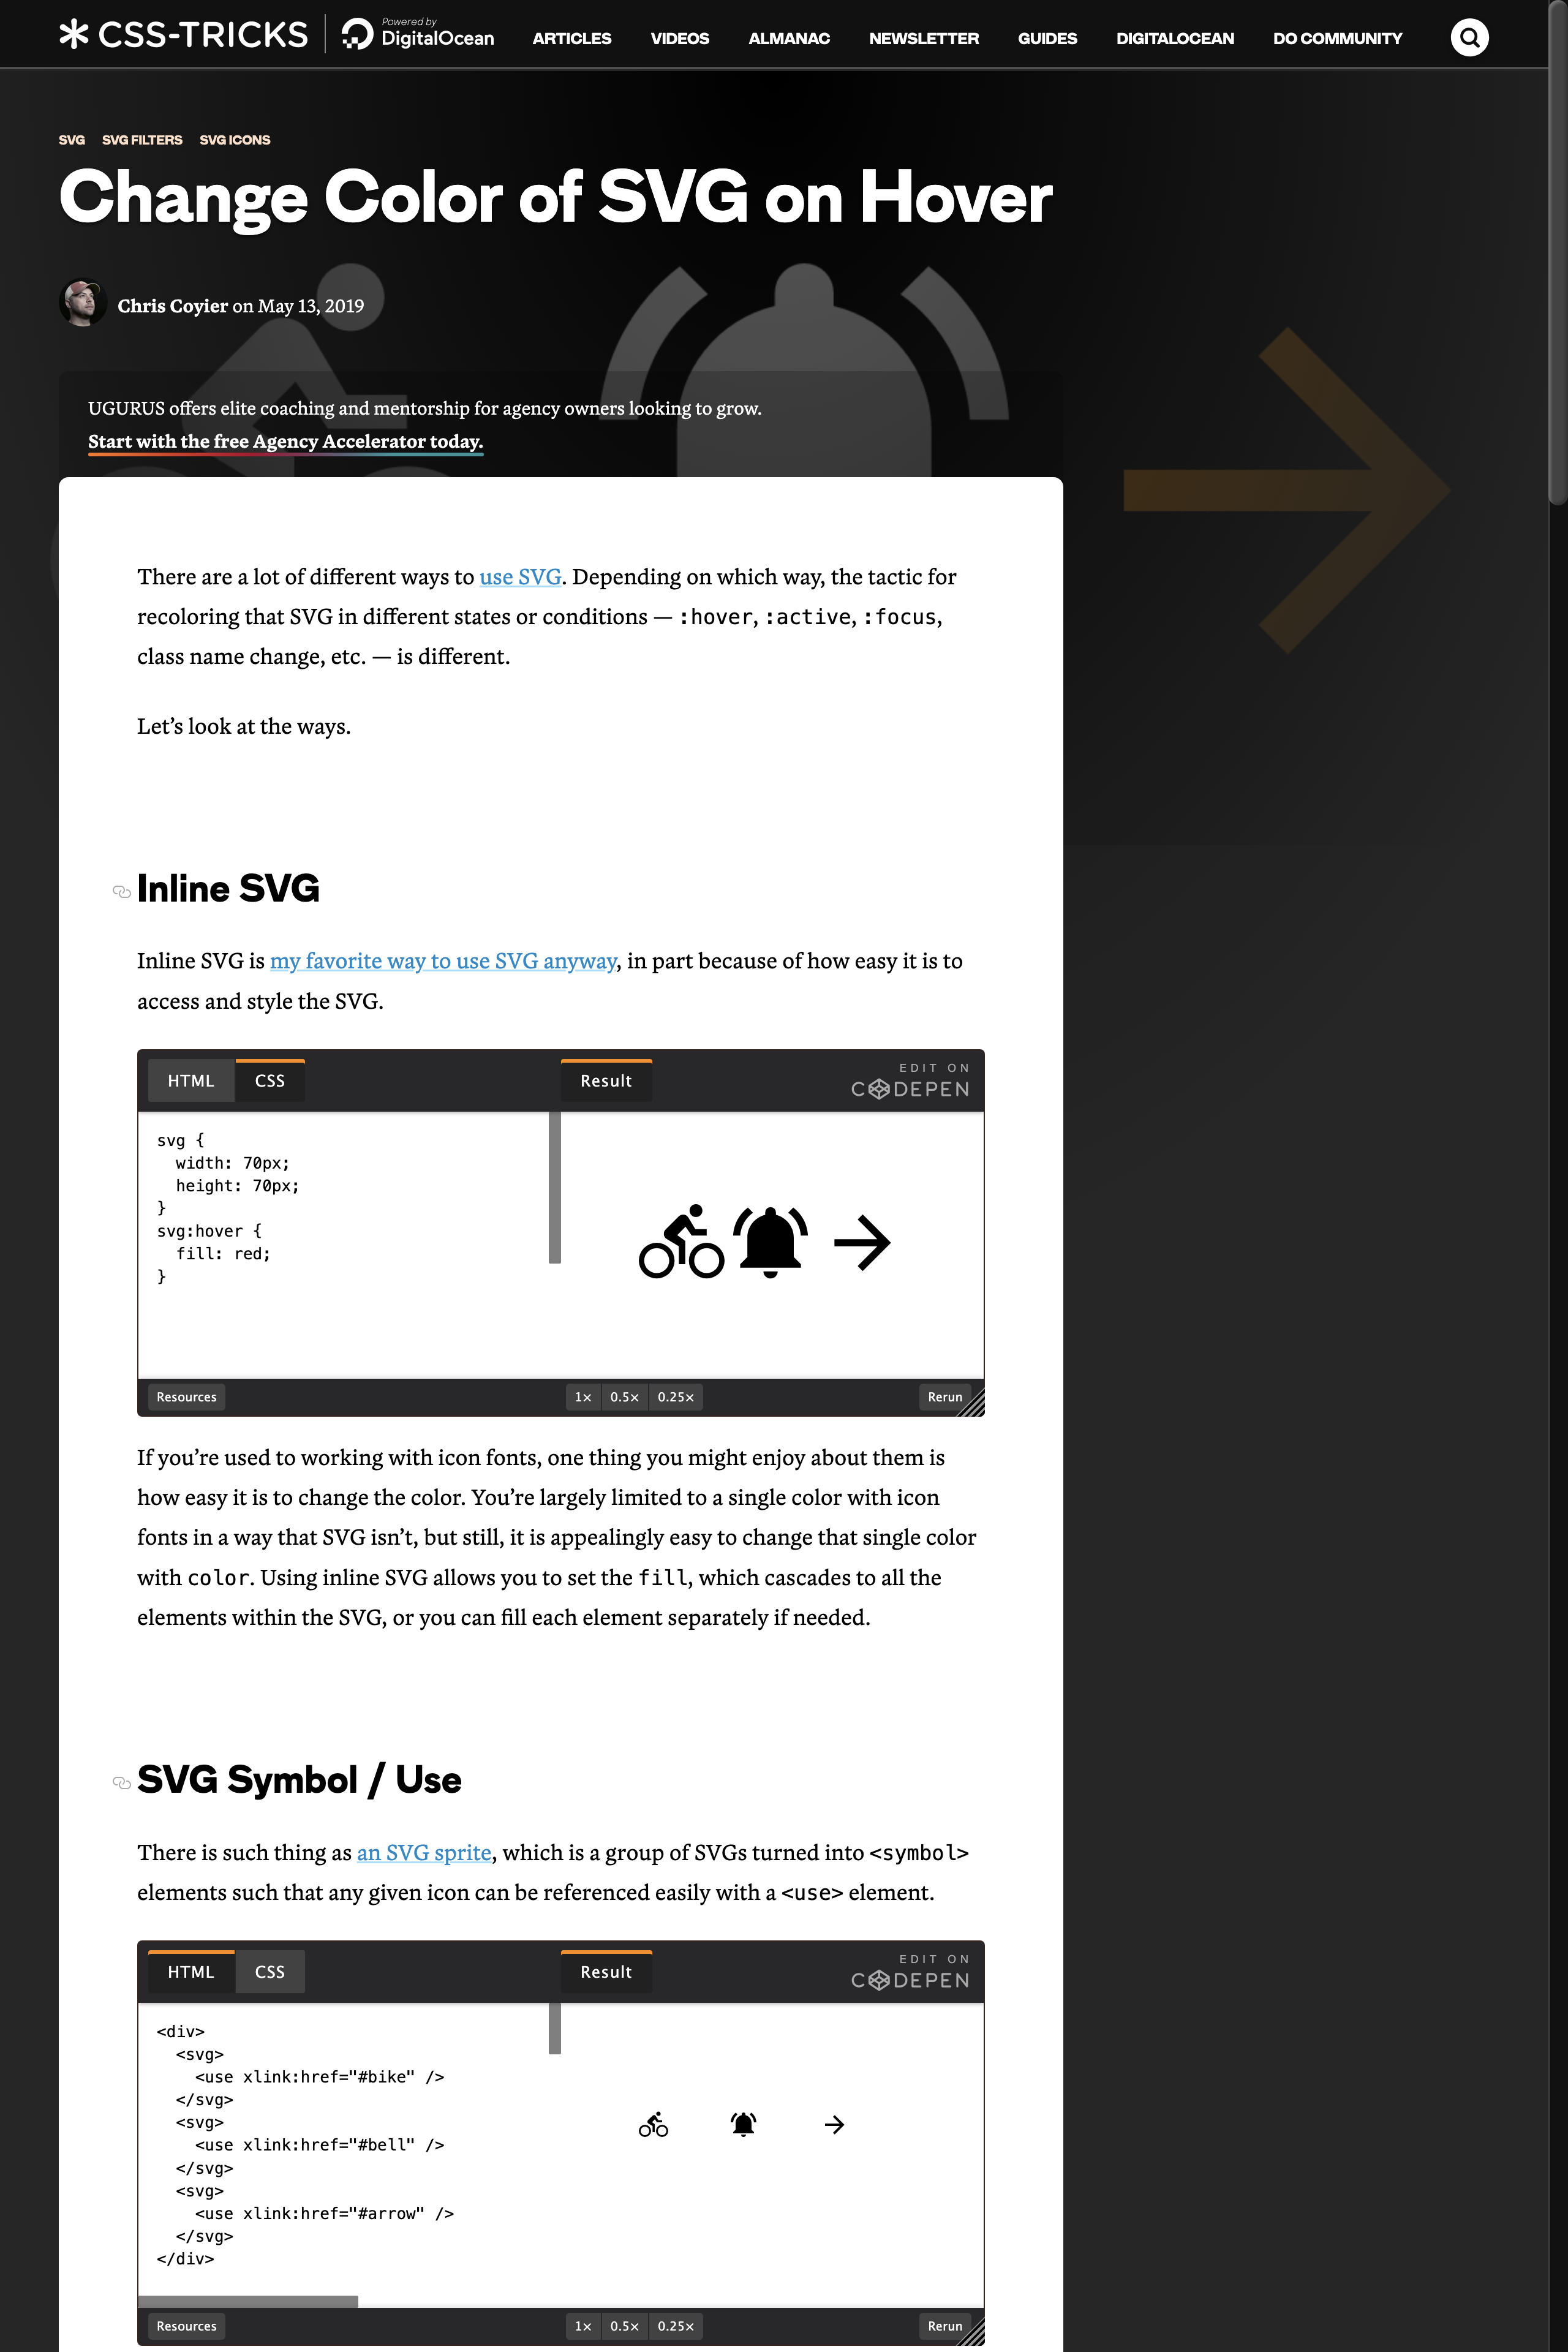 CSS-TRICKS
Powered by
DigitalOcean
ARTICLES VIDEOS ALMANAC NEWSLETTER GUIDES DIGITALOCEAN DO COMMUNITY
SVG SVG FILTERS SVG ICONS
Change Color of SVG on Hover
Chris Coyier on May 13, 2019
UGURUS offers elite coaching and mentorship for agency owners looking to grow.
Start with the free Agency Accelerator today.
There are a lot of different ways to use SVG. Depending on which way, the tactic for
recoloring that SVG in different states or conditions — :hover, :active, :focus,
class name change, etc. — is different.
Let’s look at the ways.
Inline SVG
Inline SVG is my favorite way to use SVG anyway, in part because of how easy it is to
access and style the SVG.
HTML CSS Result EDIT ON
CODEPEN
svg {
  width: 70px;
  height: 70px;
}
svg:hover {
  fill: red;
}
Resources 1× 0.5× 0.25× Rerun
If you’re used to working with icon fonts, one thing you might enjoy about them is
how easy it is to change the color. You’re largely limited to a single color with icon
fonts in a way that SVG isn’t, but still, it is appealingly easy to change that single color
with color. Using inline SVG allows you to set the fill, which cascades to all the
elements within the SVG, or you can fill each element separately if needed.
SVG Symbol / Use
There is such thing as an SVG sprite, which is a group of SVGs turned into <symbol>
elements such that any given icon can be referenced easily with a <use> element.
HTML CSS Result EDIT ON
CODEPEN
<div>
  <svg>
    <use xlink:href="#bike" />
  </svg>
  <svg>
    <use xlink:href="#bell" />
  </svg>
  <svg>
    <use xlink:href="#arrow" />
  </svg>
</div>
Resources 1× 0.5× 0.25× Rerun